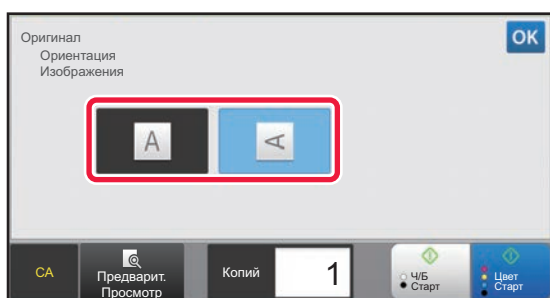 Оригинал
Ориентация
Изображения
OK
A
A
CA
Предварит.
Просмотр
Копий
1
Ч/Б
Старт
Цвет
Старт